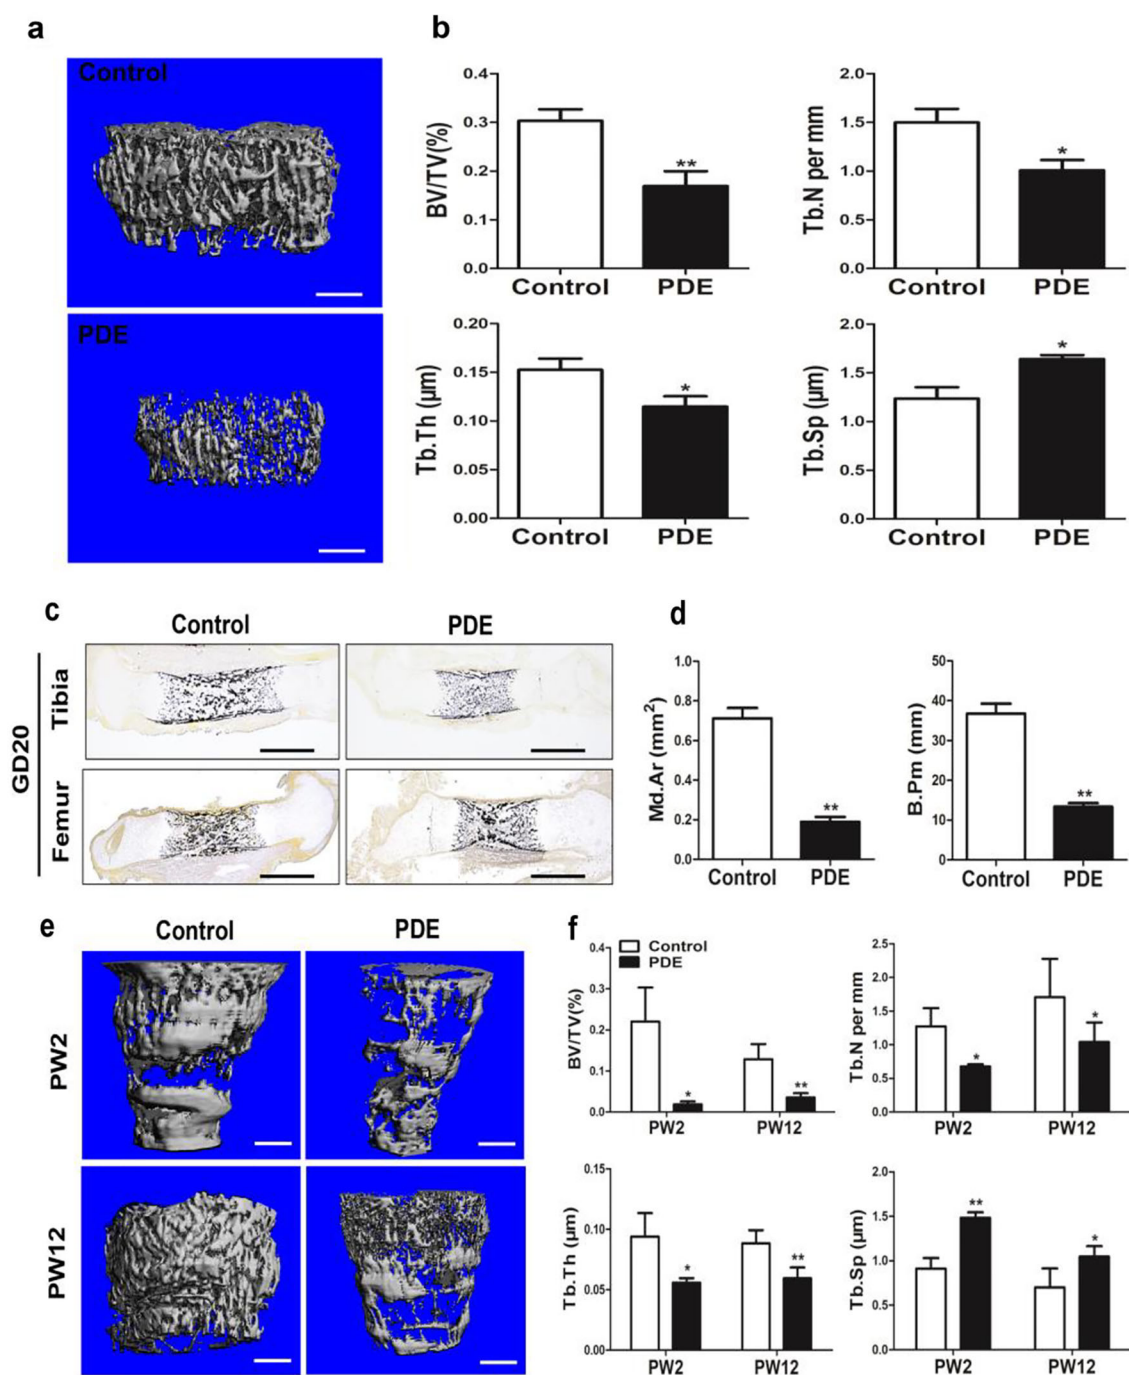 a
Control
PDE
b
0.4
0.3
0.2
0.1
0.0
BV/TV(%)
**
Control PDE
2.0
1.5
1.0
0.5
0.0
Tb.N per mm
*
Control PDE
0.20
0.15
0.10
0.05
0.00
Tb.Th (µm)
*
Control PDE
2.0
1.5
1.0
0.5
0.0
Tb.Sp (µm)
*
Control PDE
c
Control PDE
GD20
Tibia
Femur
d
1.0
0.8
0.6
0.4
0.2
0.0
Md.Ar (mm²)
**
Control PDE
50
40
30
20
10
0
B.Pm (mm)
**
Control PDE
e
Control PDE
PW2
PW12
f
Control
PDE
0.4
0.3
0.2
0.1
0.0
BV/TV(%)
*
**
PW2 PW12
2.5
2.0
1.5
1.0
0.5
0.0
Tb.N per mm
*
*
PW2 PW12
0.15
0.10
0.05
0.00
Tb.Th (µm)
*
**
PW2 PW12
2.0
1.5
1.0
0.5
0.0
Tb.Sp (µm)
**
*
PW2 PW12